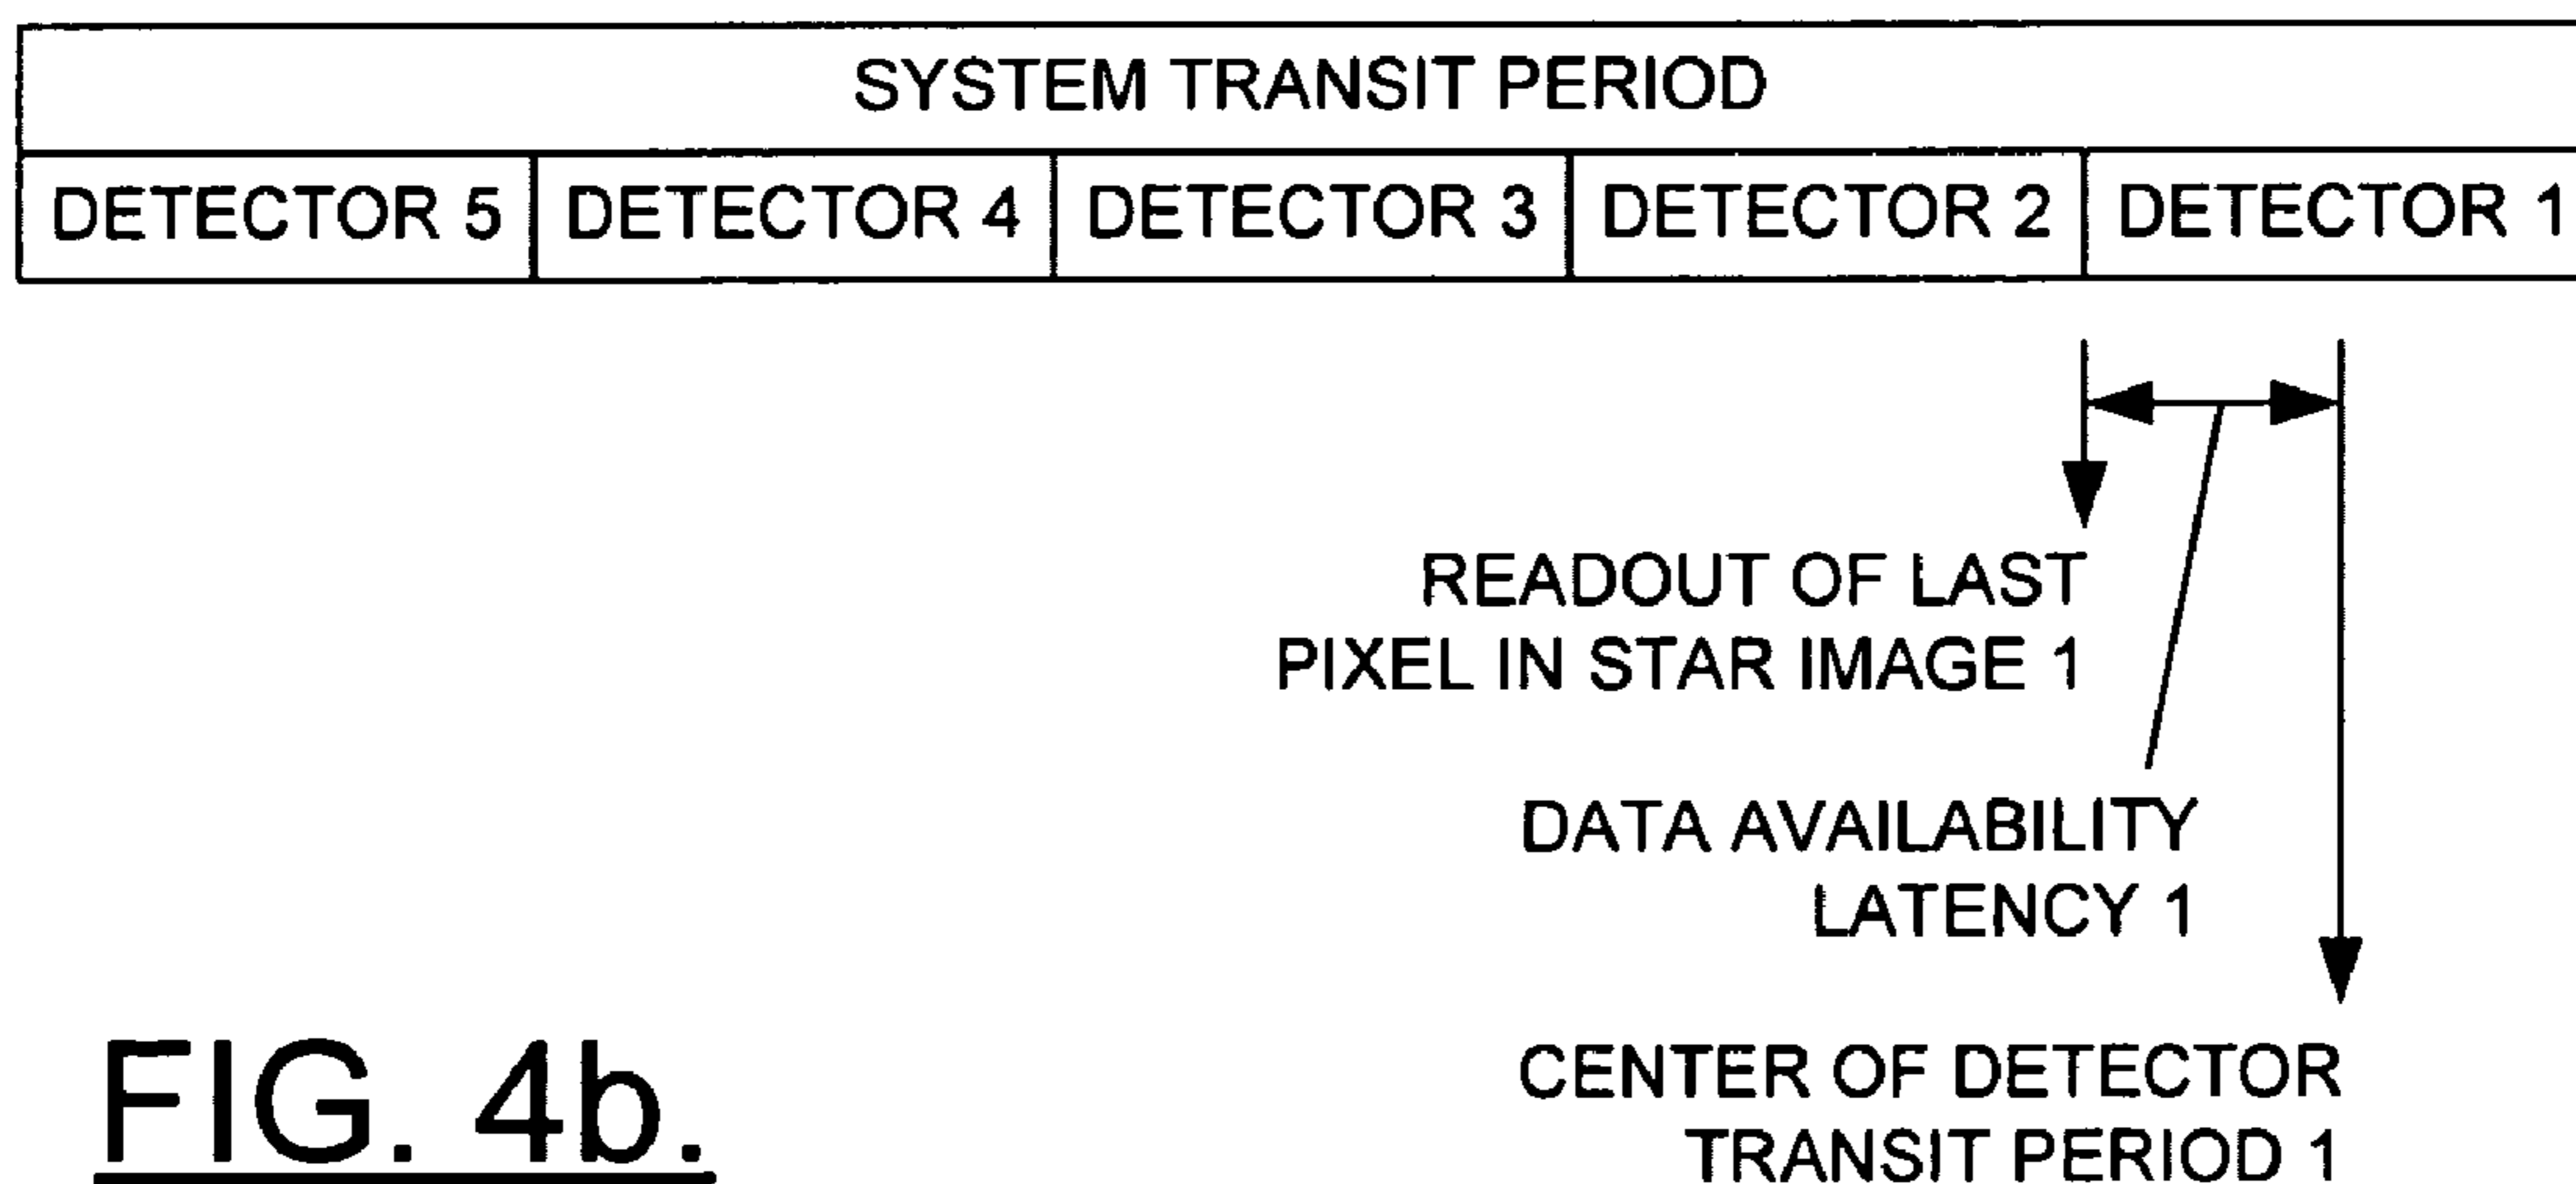 SYSTEM TRANSIT PERIOD
DETECTOR 5 DETECTOR 4 DETECTOR 3 DETECTOR 2 DETECTOR 1
READOUT OF LAST
PIXEL IN STAR IMAGE 1
DATA AVAILABILITY
LATENCY 1
CENTER OF DETECTOR
TRANSIT PERIOD 1
FIG. 4b.